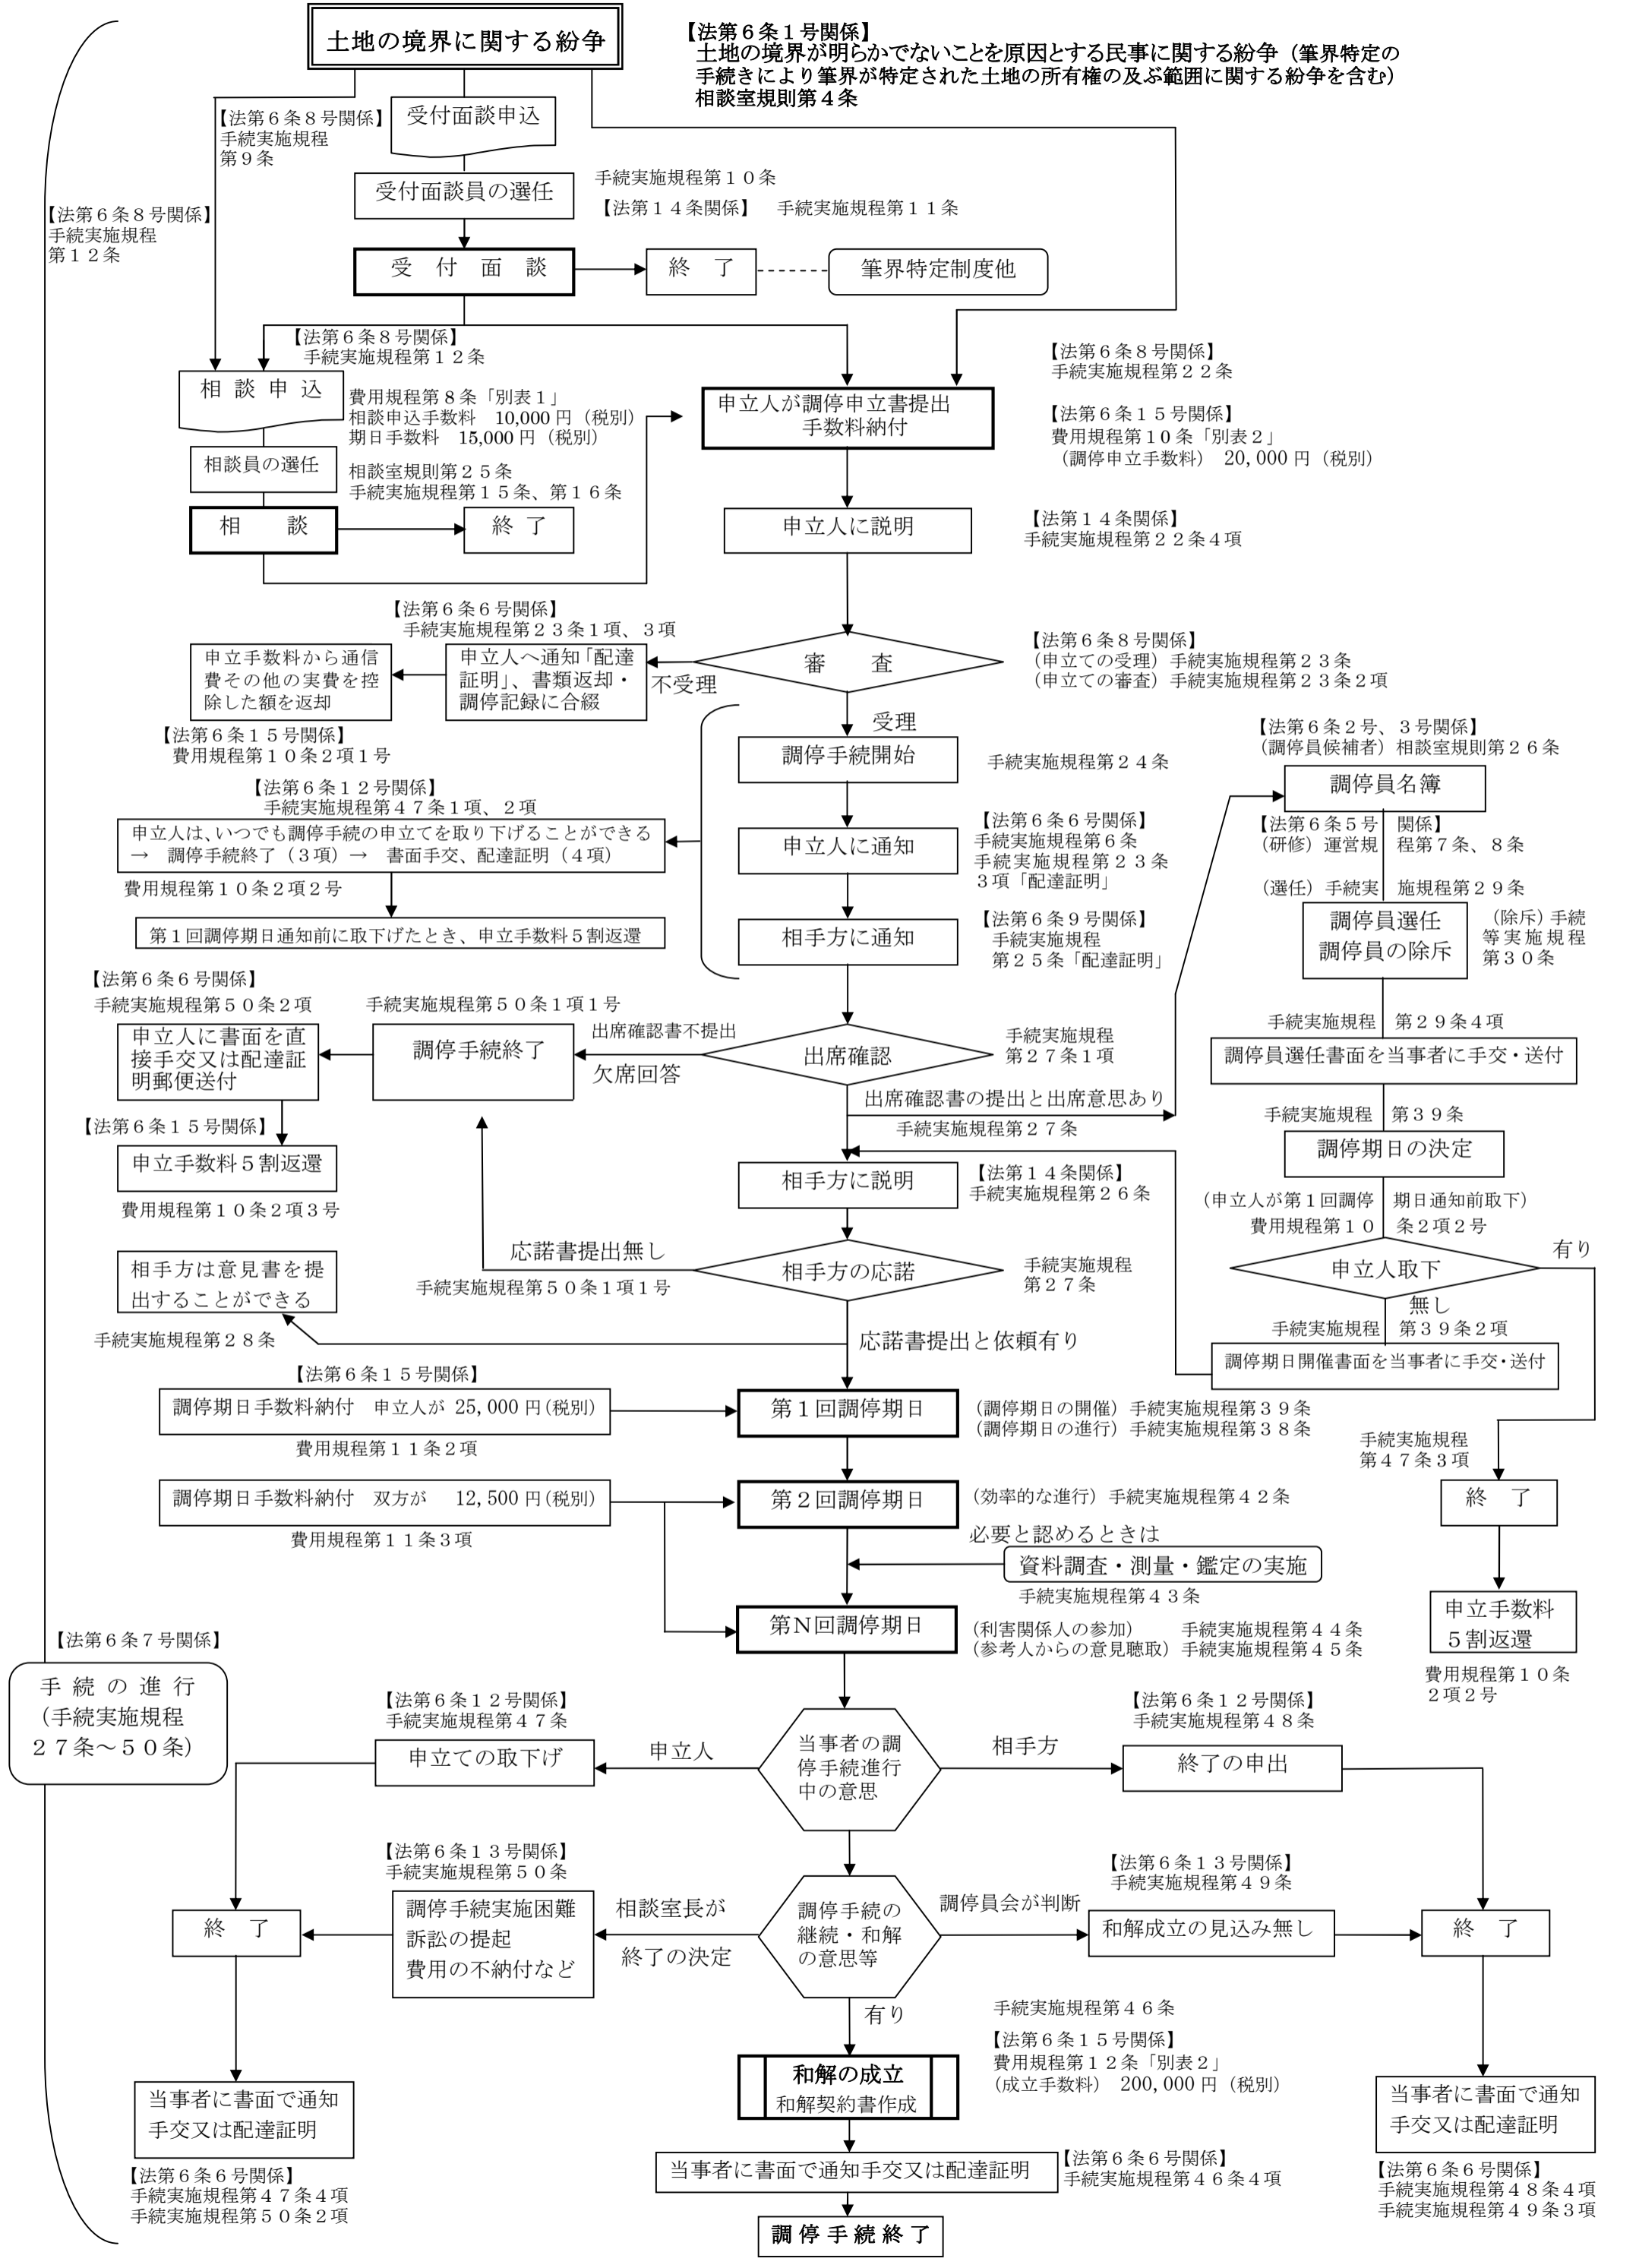 土地の境界に関する紛争
【法第６条１号関係】
土地の境界が明らかでないことを原因とする民事に関する紛争（筆界特定の
手続きにより筆界が特定された土地の所有権の及ぶ範囲に関する紛争を含む）
相談室規則第４条
【法第６条８号関係】
手続実施規程
第９条
受付面談申込
受付面談員の選任
手続実施規程第１０条
【法第１４条関係】　手続実施規程第１１条
【法第６条８号関係】
手続実施規程
第１２条
受　付　面　談
終　了
筆界特定制度他
【法第６条８号関係】
手続実施規程第１２条
相 談 申 込
費用規程第８条「別表１」
相談申込手数料　10,000 円（税別）
期日手数料　15,000 円（税別）
申立人が調停申立書提出
手数料納付
【法第６条８号関係】
手続実施規程第２２条
【法第６条１５号関係】
費用規程第１０条「別表２」
（調停申立手数料）　20,000 円（税別）
相談員の選任
相談室規則第２５条
手続実施規程第１５条、第１６条
相　　談
終 了
申立人に説明
【法第１４条関係】
手続実施規程第２２条４項
【法第６条６号関係】
手続実施規程第２３条１項、３項
申立手数料から通信
費その他の実費を控
除した額を返却
申立人へ通知「配達
証明」、書類返却・
調停記録に合綴
不受理
審　　査
【法第６条８号関係】
（申立ての受理）手続実施規程第２３条
（申立ての審査）手続実施規程第２３条２項
【法第６条１５号関係】
費用規程第１０条２項１号
受理
調停手続開始
手続実施規程第２４条
【法第６条２号、３号関係】
（調停員候補者）相談室規則第２６条
調停員名簿
【法第６条１２号関係】
手続実施規程第４７条１項、２項
申立人は、いつでも調停手続の申立てを取り下げることができる
→　調停手続終了（３項）→　書面手交、配達証明（４項）
費用規程第１０条２項２号
第１回調停期日通知前に取下げたとき、申立手数料５割返還
申立人に通知
【法第６条６号関係】
手続実施規程第６条
手続実施規程第２３条
３項「配達証明」
【法第６条５号　関係】
（研修）運営規　程第７条、８条
（選任）手続実　施規程第２９条
相手方に通知
【法第６条９号関係】
手続実施規程
第２５条「配達証明」
調停員選任
調停員の除斥
（除斥）手続
等実施規程
第３０条
【法第６条６号関係】
手続実施規程第５０条２項
手続実施規程第５０条１項１号
申立人に書面を直
接手交又は配達証
明郵便送付
調停手続終了
出席確認書不提出
欠席回答
出席確認
手続実施規程
第２７条１項
手続実施規程　第２９条４項
調停員選任書面を当事者に手交・送付
出席確認書の提出と出席意思あり
手続実施規程第２７条
【法第６条１５号関係】
申立手数料５割返還
費用規程第１０条２項３号
手続実施規程　第３９条
調停期日の決定
相手方に説明
【法第１４条関係】
手続実施規程第２６条
（申立人が第１回調停　期日通知前取下）
費用規程第１０　条２項２号
応諾書提出無し
手続実施規程第５０条１項１号
相手方の応諾
手続実施規程
第２７条
申立人取下
有り
無し
手続実施規程　第３９条２項
調停期日開催書面を当事者に手交・送付
相手方は意見書を提
出することができる
手続実施規程第２８条
応諾書提出と依頼有り
【法第６条１５号関係】
調停期日手数料納付　申立人が 25,000 円（税別）
費用規程第１１条２項
第１回調停期日
（調停期日の開催）手続実施規程第３９条
（調停期日の進行）手続実施規程第３８条
手続実施規程
第４７条３項
調停期日手数料納付　双方が　12,500 円（税別）
費用規程第１１条３項
第２回調停期日
（効率的な進行）手続実施規程第４２条
終　了
必要と認めるときは
資料調査・測量・鑑定の実施
手続実施規程第４３条
第Ｎ回調停期日
（利害関係人の参加）　手続実施規程第４４条
（参考人からの意見聴取）手続実施規程第４５条
申立手数料
５割返還
費用規程第１０条
２項２号
【法第６条７号関係】
手 続 の 進 行
（手続実施規程
２７条～５０条）
【法第６条１２号関係】
手続実施規程第４７条
申立ての取下げ
申立人
当事者の調
停手続進行
中の意思
相手方
【法第６条１２号関係】
手続実施規程第４８条
終了の申出
【法第６条１３号関係】
手続実施規程第５０条
終　了
調停手続実施困難
訴訟の提起
費用の不納付など
相談室長が
終了の決定
調停手続の
継続・和解
の意思等
調停員会が判断
【法第６条１３号関係】
手続実施規程第４９条
和解成立の見込み無し
終　了
有り
手続実施規程第４６条
【法第６条１５号関係】
費用規程第１２条「別表２」
（成立手数料）　200,000 円（税別）
和解の成立
和解契約書作成
当事者に書面で通知
手交又は配達証明
【法第６条６号関係】
手続実施規程第４７条４項
手続実施規程第５０条２項
当事者に書面で通知手交又は配達証明
【法第６条６号関係】
手続実施規程第４６条４項
当事者に書面で通知
手交又は配達証明
【法第６条６号関係】
手続実施規程第４８条４項
手続実施規程第４９条３項
調 停 手 続 終 了